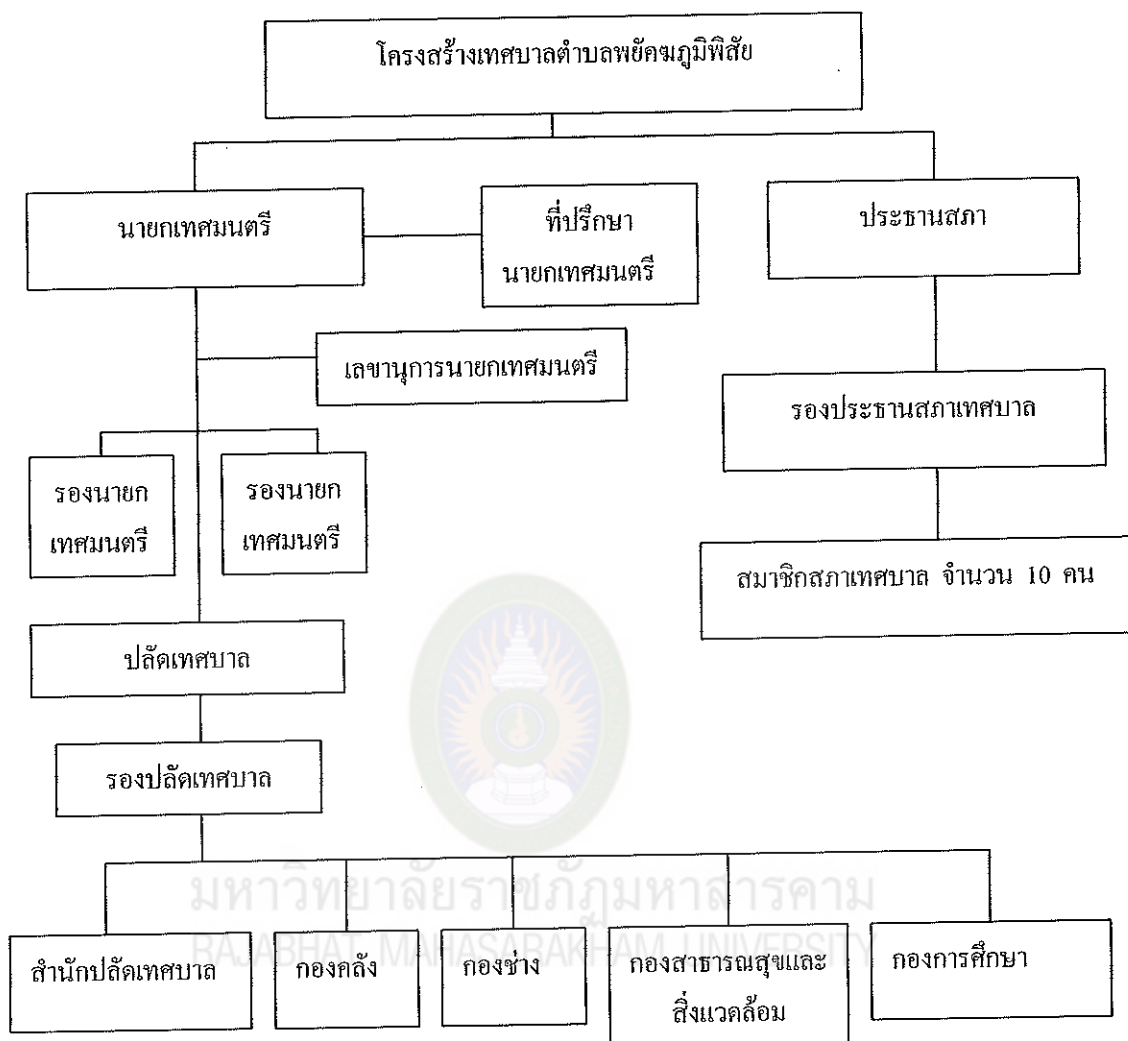 โครงสร้างเทศบาลตำบลพยัคฆภูมิพิสัย
นายกเทศมนตรี
ที่ปรึกษา
นายกเทศมนตรี
ประธานสภา
เลขานุการนายกเทศมนตรี
รองประธานสภาเทศบาล
รองนายก
เทศมนตรี
รองนายก
เทศมนตรี
สมาชิกสภาเทศบาล จำนวน 10 คน
ปลัดเทศบาล
รองปลัดเทศบาล
มหาวิทยาลัยราชภัฏมหาสารคาม
RAJABHAT MAHASARAKHAM UNIVERSITY
สำนักปลัดเทศบาล
กองคลัง
กองช่าง
กองสาธารณสุขและ
สิ่งแวดล้อม
กองการศึกษา